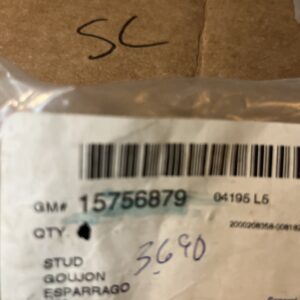 SC
GM# 15756879 04195 L5
QTY.
3690
STUD
GOUJON
ESPARRAGO